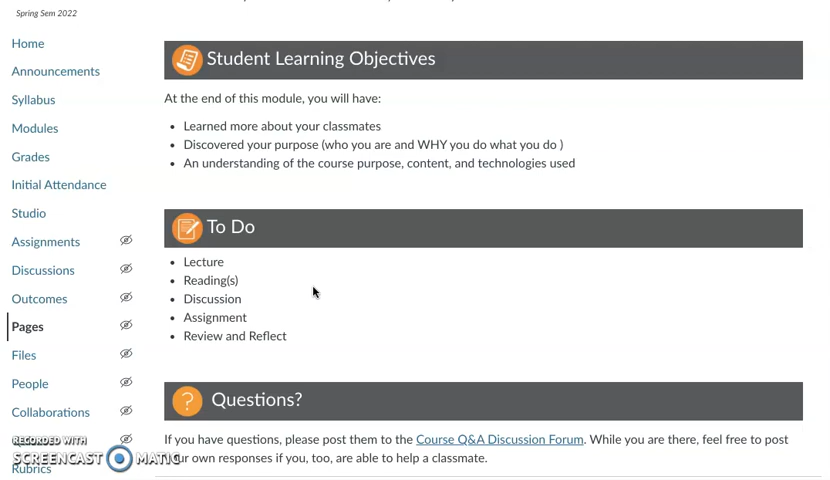 Spring Sem 2022
Home
Announcements
Syllabus
Modules
Grades
Initial Attendance
Studio
Assignments
Discussions
Outcomes
Pages
Files
People
Collaborations
Rubrics
Student Learning Objectives
At the end of this module, you will have:
• Learned more about your classmates
• Discovered your purpose (who you are and WHY you do what you do )
• An understanding of the course purpose, content, and technologies used
To Do
• Lecture
• Reading(s)
• Discussion
• Assignment
• Review and Reflect
? Questions?
If you have questions, please post them to the Course Q&A Discussion Forum. While you are there, feel free to post
own responses if you, too, are able to help a classmate.
RECORDED WITH
SCREENCAST MATIC